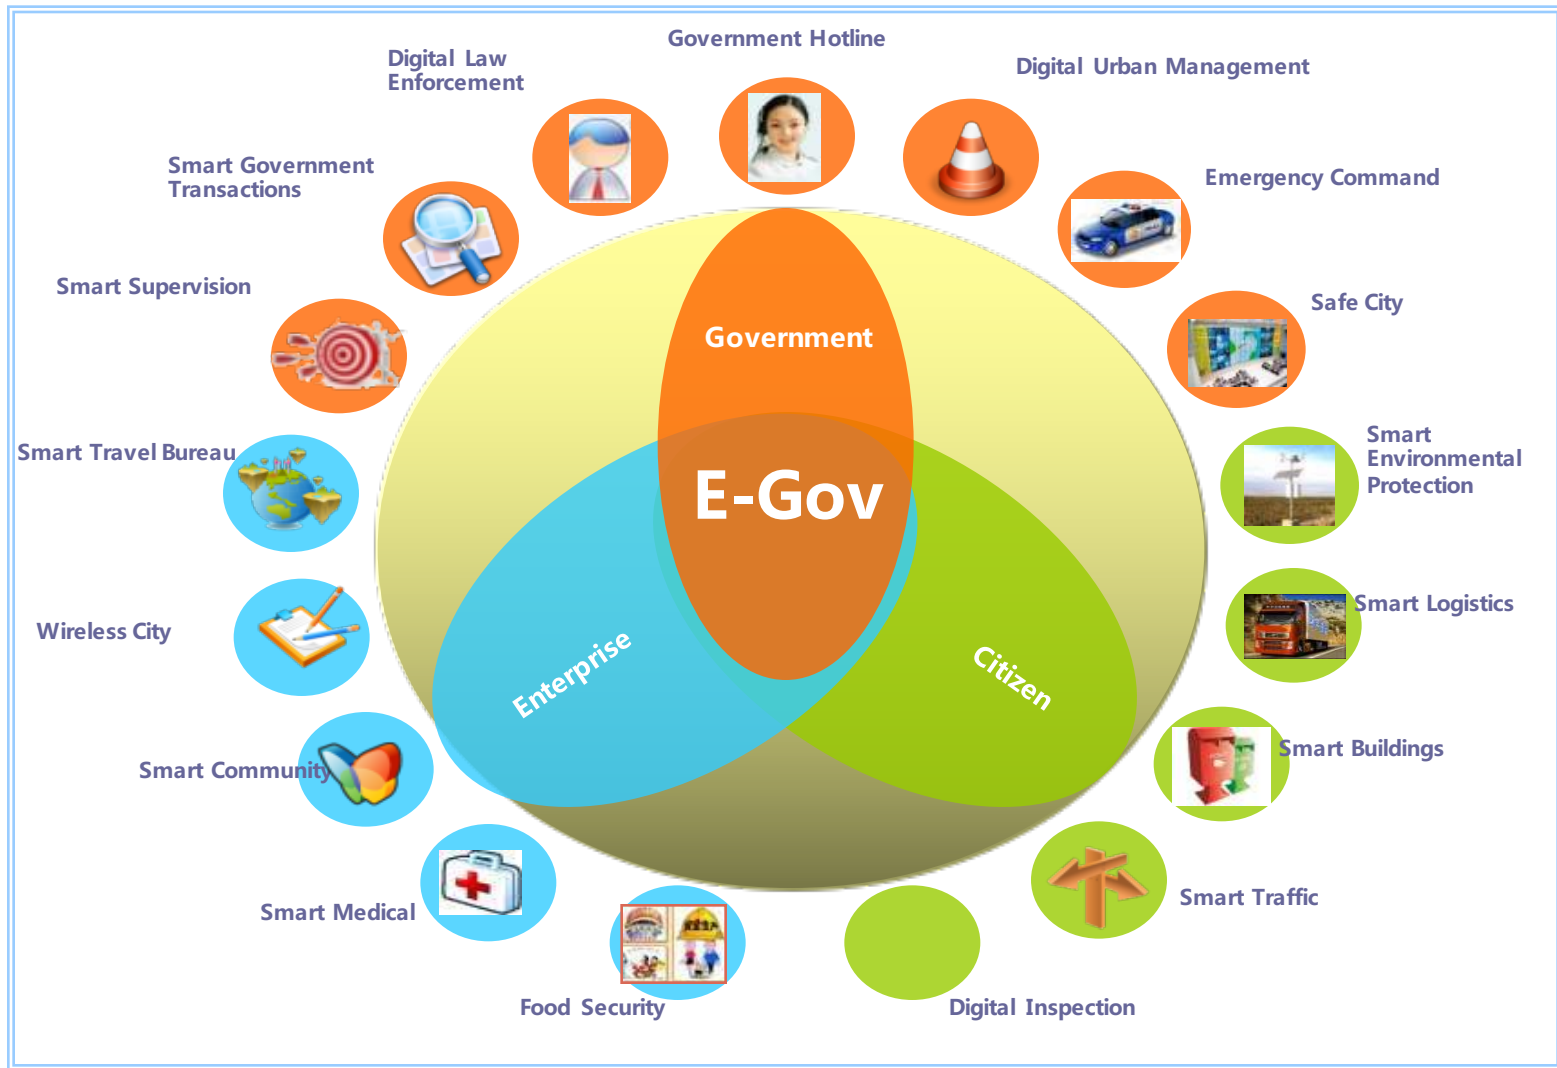 Government Hotline
Digital Law
Enforcement
Digital Urban Management
Smart Government
Transactions
Emergency Command
Smart Supervision
Safe City
Government
Smart Travel Bureau
Smart
Environmental
Protection
E-Gov
Wireless City
Smart Logistics
Enterprise
Citizen
Smart Community
Smart Buildings
Smart Medical
Smart Traffic
Food Security
Digital Inspection